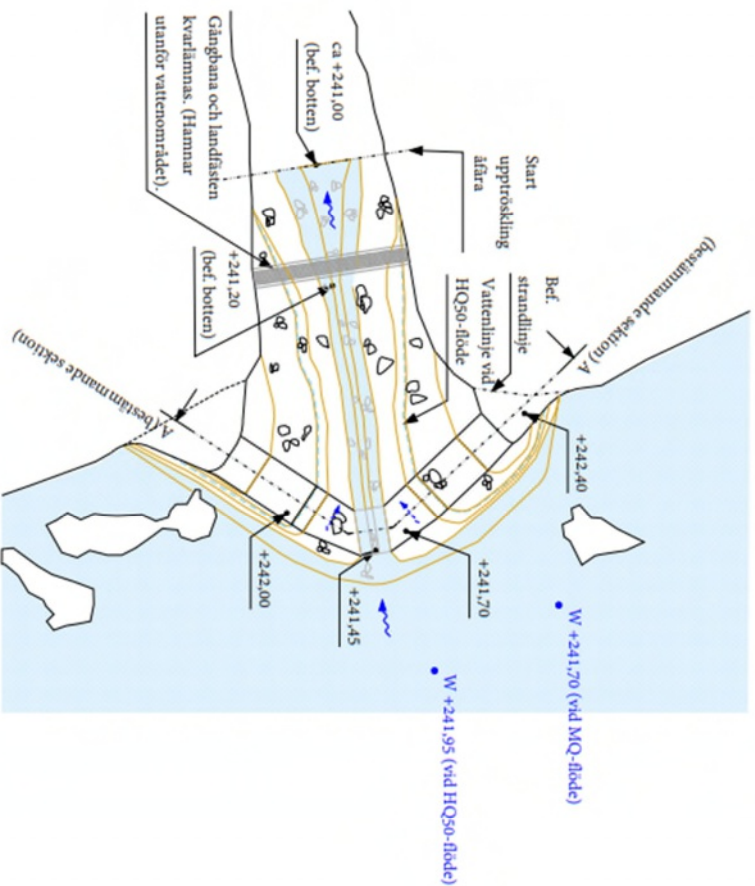 (bestämmande sektion) A
Bef.
strandlinje
Vattenlinje vid
HQ50-flöde
Start
upptröskling
åfåra
ca +241,00
(bef. botten)
Gångbana och landfästen
kvarlämnas. (Hamnar
utanför vattenområdet).
+241,20
(bef. botten)
A (bestämmande sektion)
+242,40
+241,70
+241,45
+242,00
W +241,70 (vid MQ-flöde)
W +241,95 (vid HQ50-flöde)